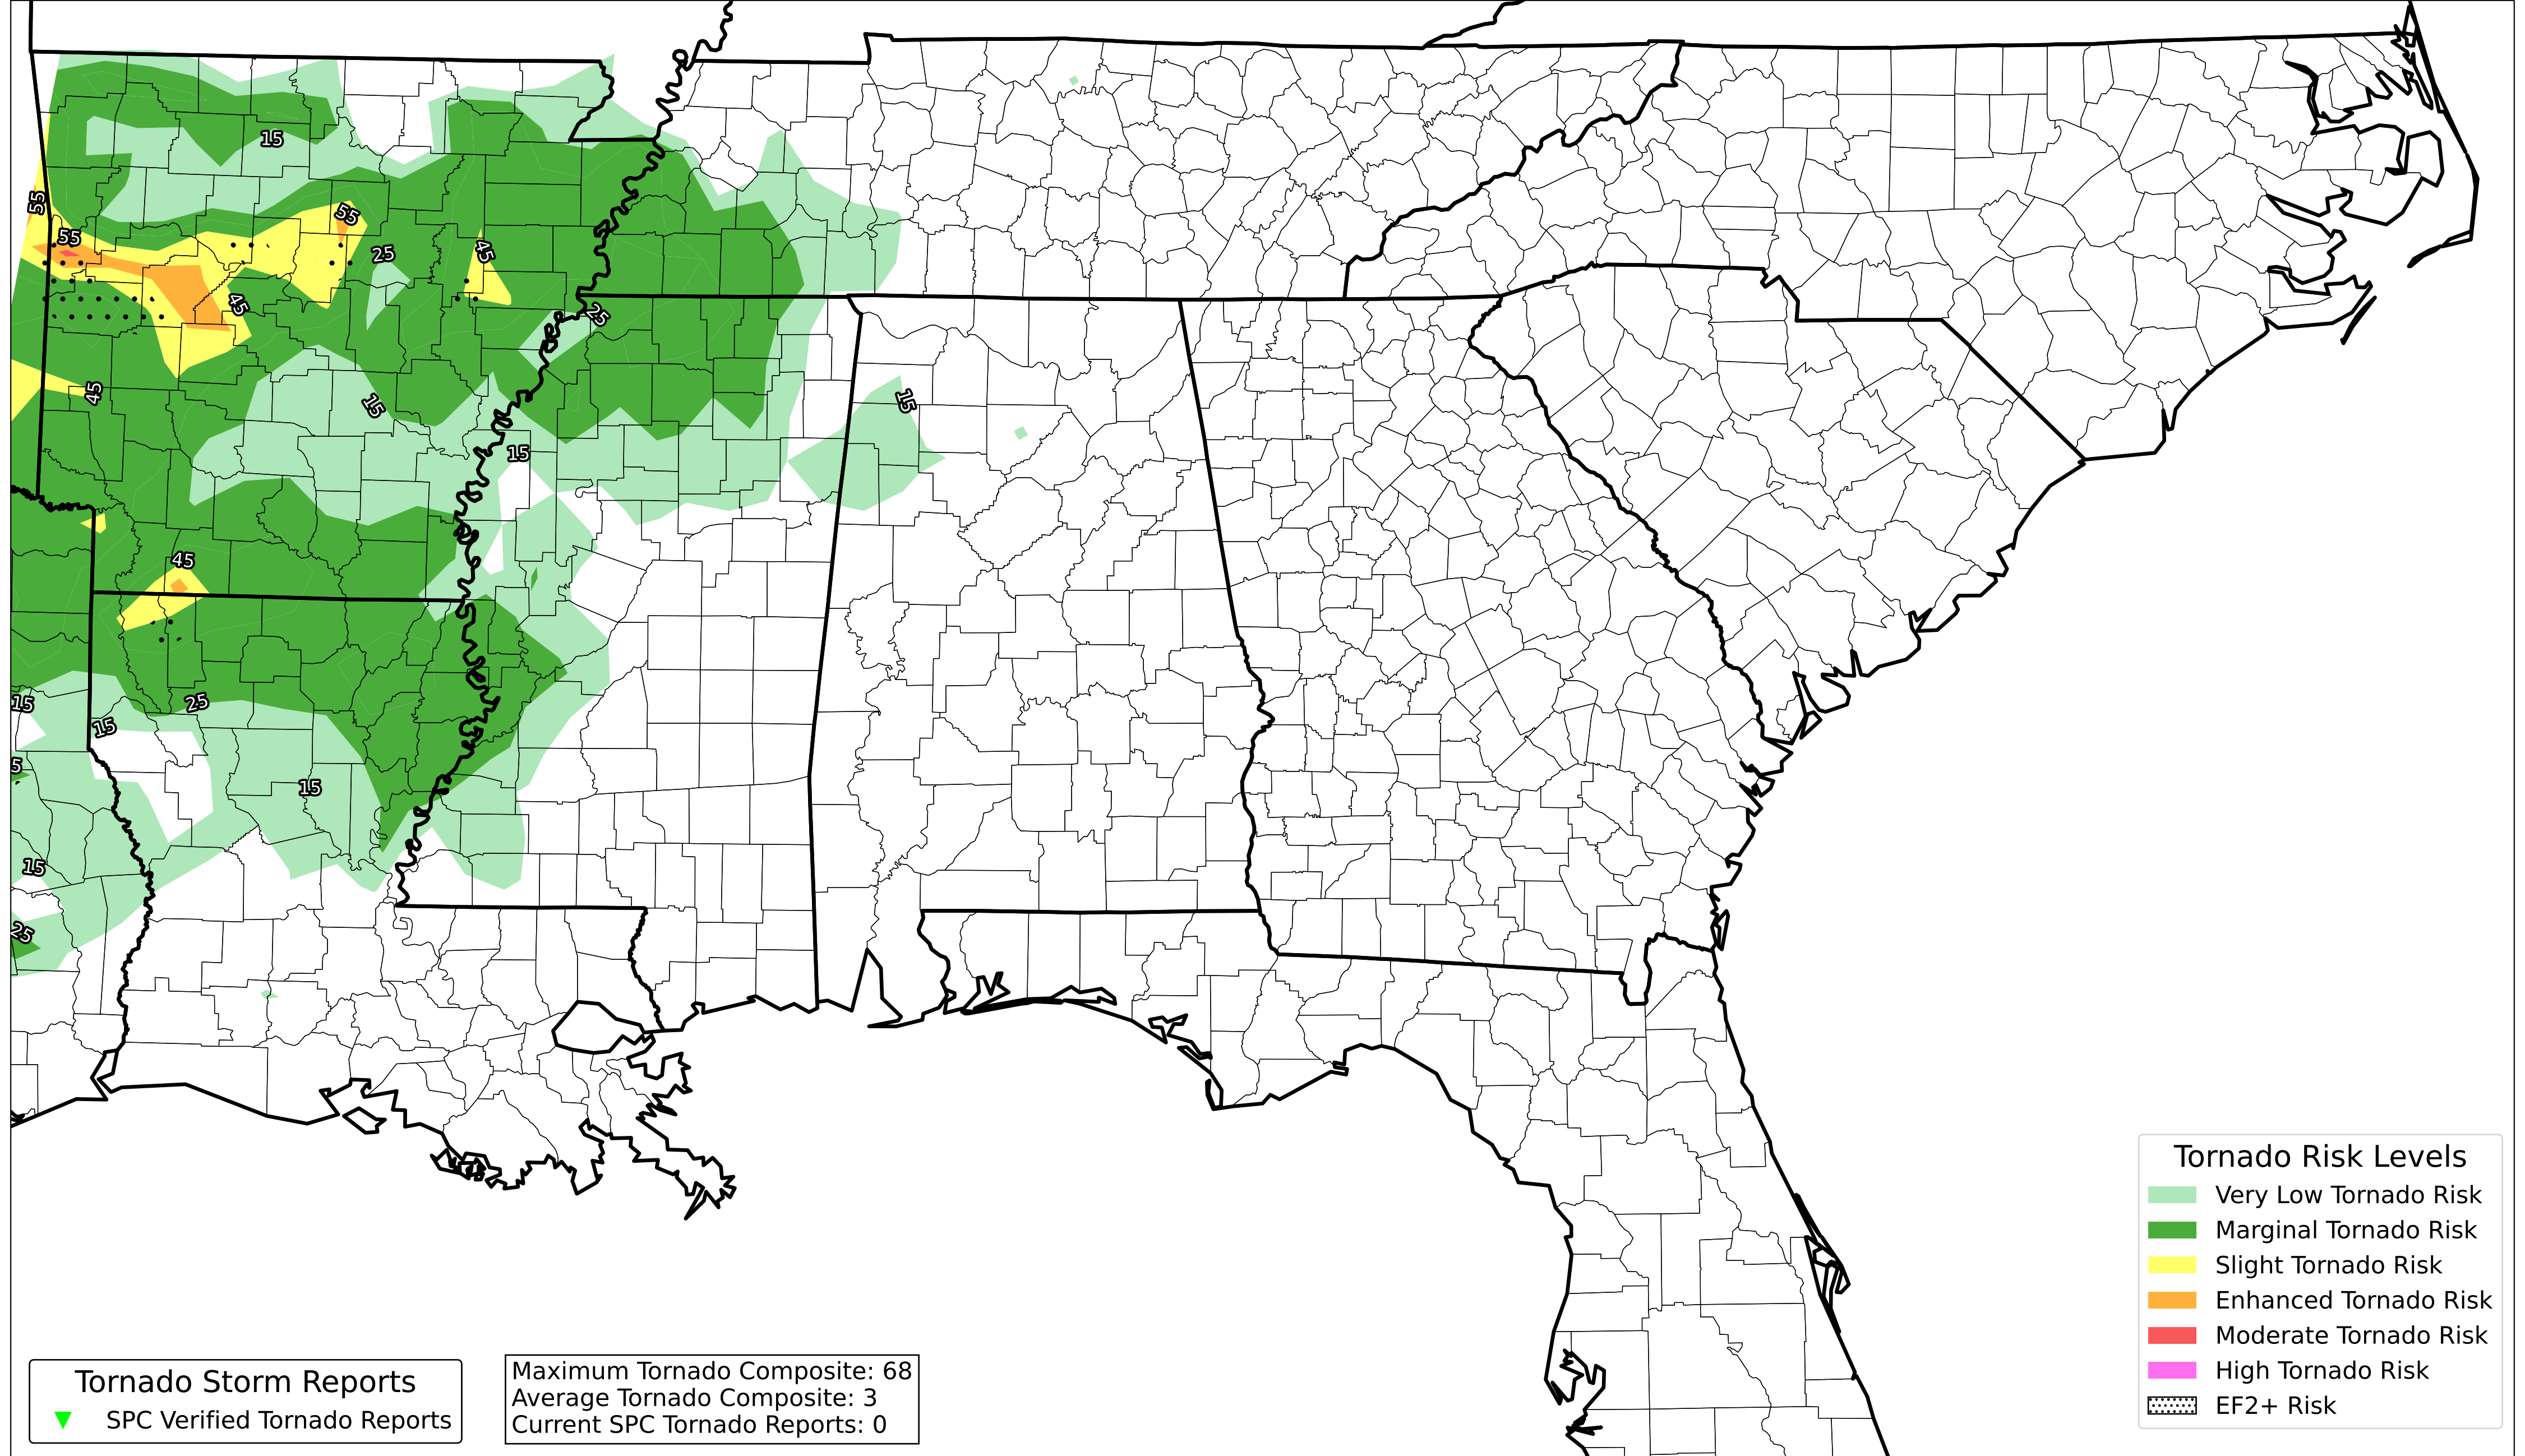 15
55
55
55
25
45
45
25
45
15
15
15
45
25
15
15
5
15
15
25
Tornado Risk Levels
Very Low Tornado Risk
Marginal Tornado Risk
Slight Tornado Risk
Enhanced Tornado Risk
Moderate Tornado Risk
High Tornado Risk
EF2+ Risk
Tornado Storm Reports
SPC Verified Tornado Reports
Maximum Tornado Composite: 68
Average Tornado Composite: 3
Current SPC Tornado Reports: 0